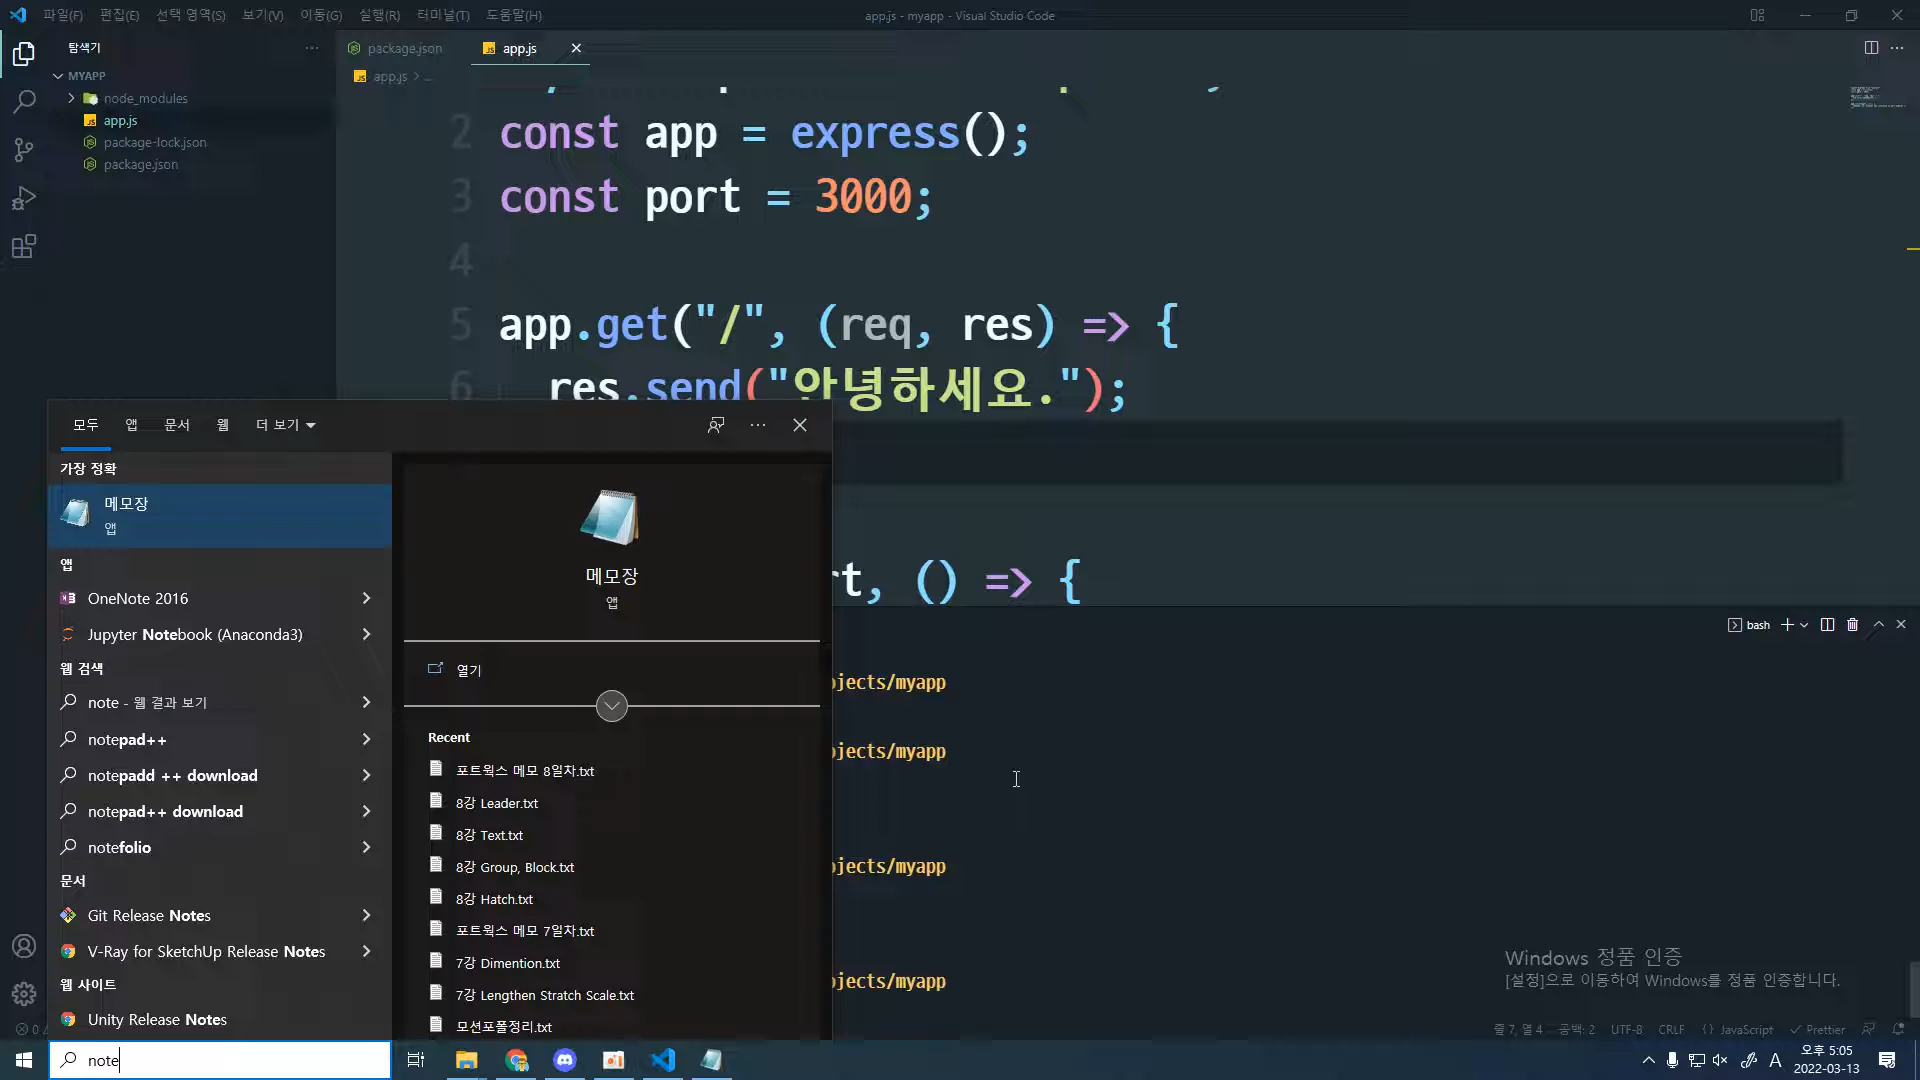 파일(F) 편집(E) 선택 영역(S) 보기(V) 이동(G) 실행(R) 터미널(T) 도움말(H)
app.js - myapp - Visual Studio Code
탐색기
MYAPP
node_modules
app.js
package-lock.json
package.json
package.json
app.js
app.js > ...
2 const app = express();
3 const port = 3000;
4
5 app.get("/", (req, res) => {
6 res.send("안녕하세요.");
rt, () => {
bash
jects/myapp
jects/myapp
jects/myapp
jects/myapp
모두 앱 문서 웹 더 보기
가장 정확
메모장
앱
앱
OneNote 2016
Jupyter Notebook (Anaconda3)
웹 검색
note - 웹 결과 보기
notepad++
notepadd ++ download
notepad++ download
notefolio
문서
Git Release Notes
V-Ray for SketchUp Release Notes
웹 사이트
Unity Release Notes
note
메모장
앱
열기
Recent
포트웍스 메모 8일차.txt
8강 Leader.txt
8강 Text.txt
8강 Group, Block.txt
8강 Hatch.txt
포트웍스 메모 7일차.txt
7강 Dimention.txt
7강 Lengthen Stratch Scale.txt
모션포폴정리.txt
Windows 정품 인증
[설정]으로 이동하여 Windows를 정품 인증합니다.
0
줄 7, 열 4 공백: 2 UTF-8 CRLF {} JavaScript Prettier
A
오후 5:05
2022-03-13